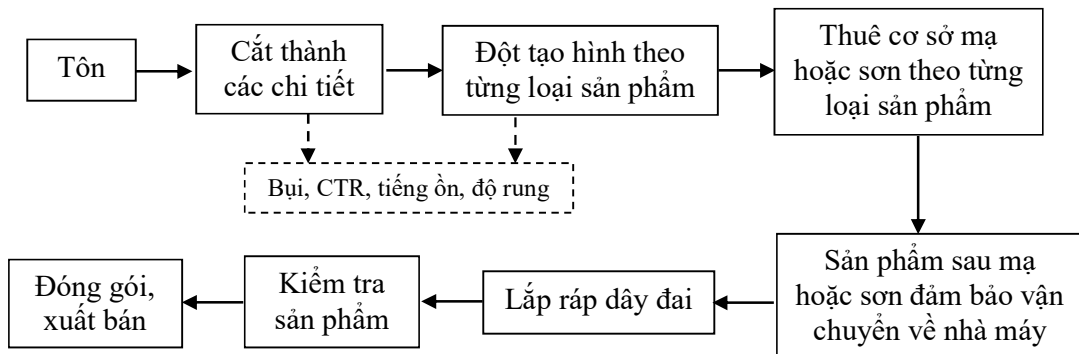 Tôn
Cắt thành
các chi tiết
Đột tạo hình theo
từng loại sản phẩm
Thuê cơ sở mạ
hoặc sơn theo từng
loại sản phẩm
Bụi, CTR, tiếng ồn, độ rung
Sản phẩm sau mạ
hoặc sơn đảm bảo vận
chuyển về nhà máy
Lắp ráp dây đai
Kiểm tra
sản phẩm
Đóng gói,
xuất bán